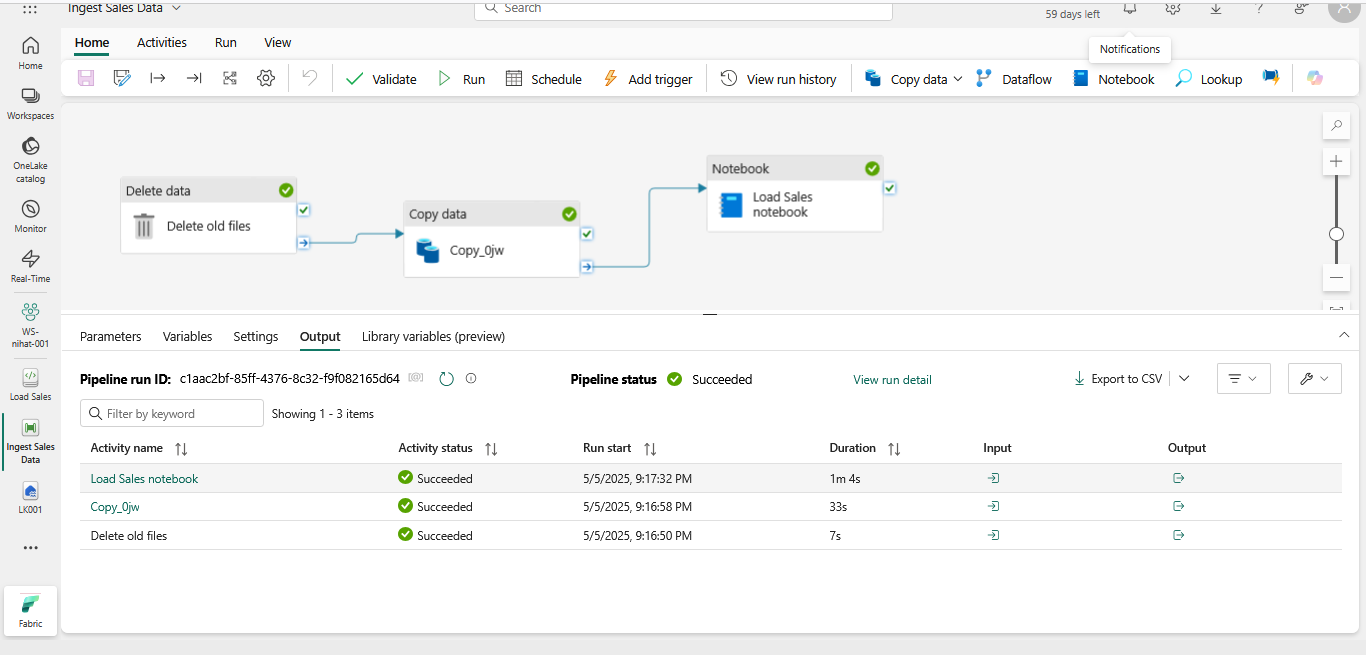 Ingest Sales Data
Search
59 days left
Home
Activities
Run
View
Notifications
Validate
Run
Schedule
Add trigger
View run history
Copy data
Dataflow
Notebook
Lookup
Home
Workspaces
OneLake
catalog
Monitor
Real-Time
WS-
nihat-001
Load Sales
Ingest Sales
Data
LK001
Fabric
Delete data
Delete old files
Copy data
Copy_0jw
Notebook
Load Sales
notebook
Parameters
Variables
Settings
Output
Library variables (preview)
Pipeline run ID: c1aac2bf-85ff-4376-8c32-f9f082165d64
Pipeline status Succeeded
View run detail
Export to CSV
Filter by keyword
Showing 1 - 3 items
Activity name Activity status Run start Duration Input Output
Load Sales notebook Succeeded 5/5/2025, 9:17:32 PM 1m 4s
Copy_0jw Succeeded 5/5/2025, 9:16:58 PM 33s
Delete old files Succeeded 5/5/2025, 9:16:50 PM 7s